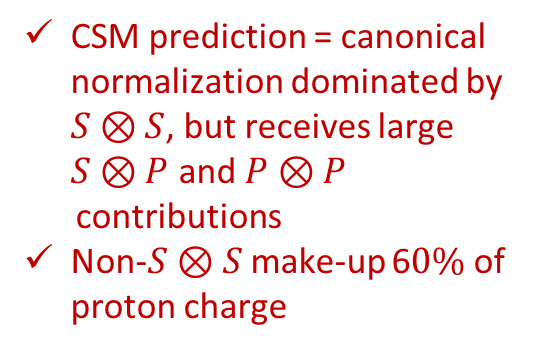 ✓ CSM prediction = canonical
normalization dominated by
S ⊗ S, but receives large
S ⊗ P and P ⊗ P
contributions
✓ Non-S ⊗ S make-up 60% of
proton charge